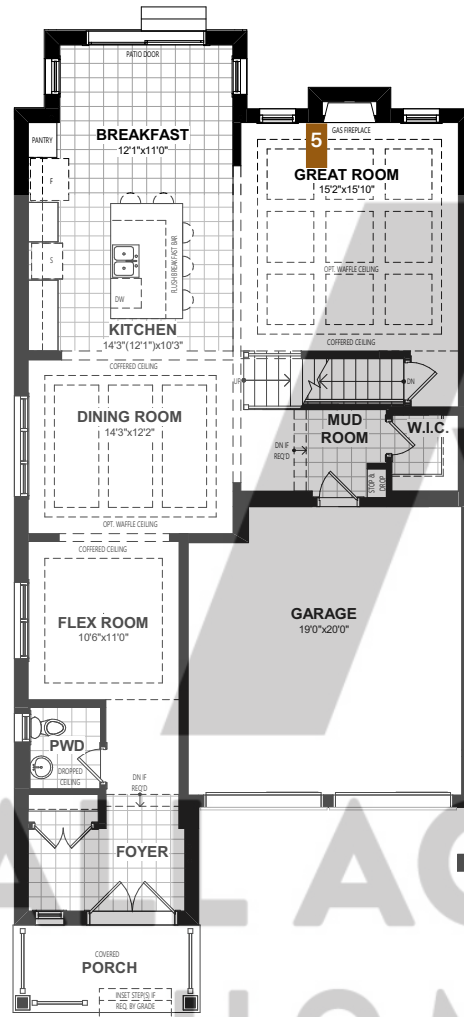 PATIO DOOR
BREAKFAST
12'1"x11'0"
PANTRY
F
5
GAS FIREPLACE
GREAT ROOM
15'2"x15'10"
FLUSH BREAKFAST BAR
S
DW
OPT. WAFFLE CEILING
KITCHEN
14'3"(12'1")x10'3"
COFFERED CEILING
COFFERED CEILING
UP
DN
DINING ROOM
14'3"x12'2"
MUD
ROOM
W.I.C.
DN IF
REQ'D
STOP &
DROP
OPT. WAFFLE CEILING
COFFERED CEILING
FLEX ROOM
10'6"x11'0"
GARAGE
19'0"x20'0"
PWD
DROPPED
CEILING
DN IF
REQ'D
FOYER
COVERED
PORCH
INSET STEP(S) IF
REQ. BY GRADE